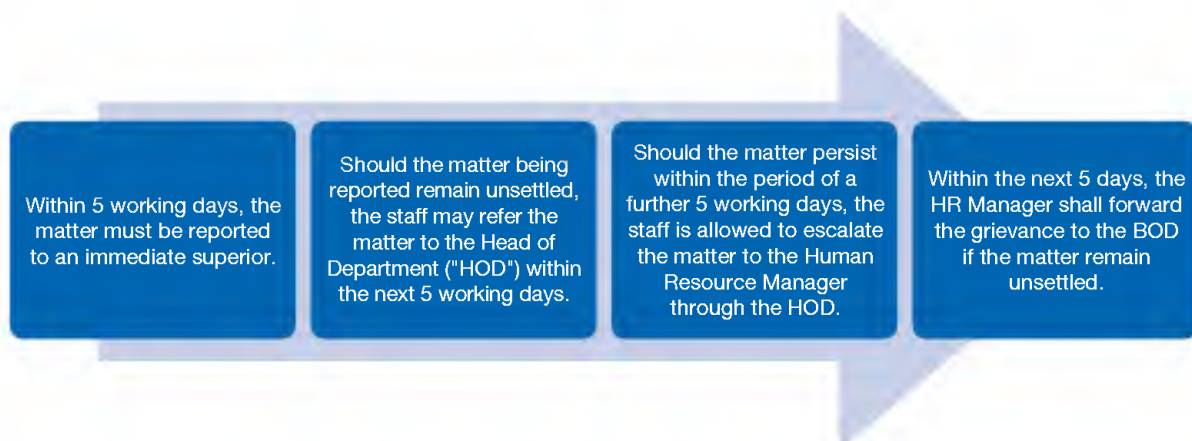 Within 5 working days, the
matter must be reported
to an immediate superior.
Should the matter being
reported remain unsettled,
the staff may refer the
matter to the Head of
Department ("HOD") within
the next 5 working days.
Should the matter persist
within the period of a
further 5 working days, the
staff is allowed to escalate
the matter to the Human
Resource Manager
through the HOD.
Within the next 5 days, the
HR Manager shall forward
the grievance to the BOD
if the matter remain
unsettled.